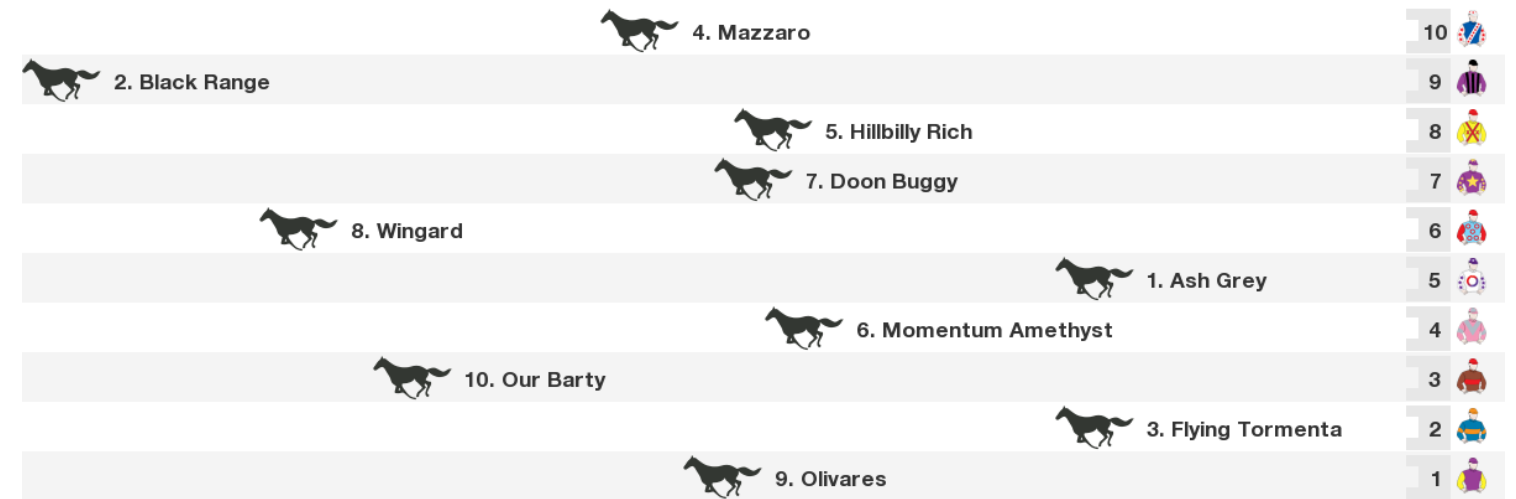 4. Mazzaro 10
2. Black Range 9
5. Hillbilly Rich 8
7. Doon Buggy 7
8. Wingard 6
1. Ash Grey 5
6. Momentum Amethyst 4
10. Our Barty 3
3. Flying Tormenta 2
9. Olivares 1